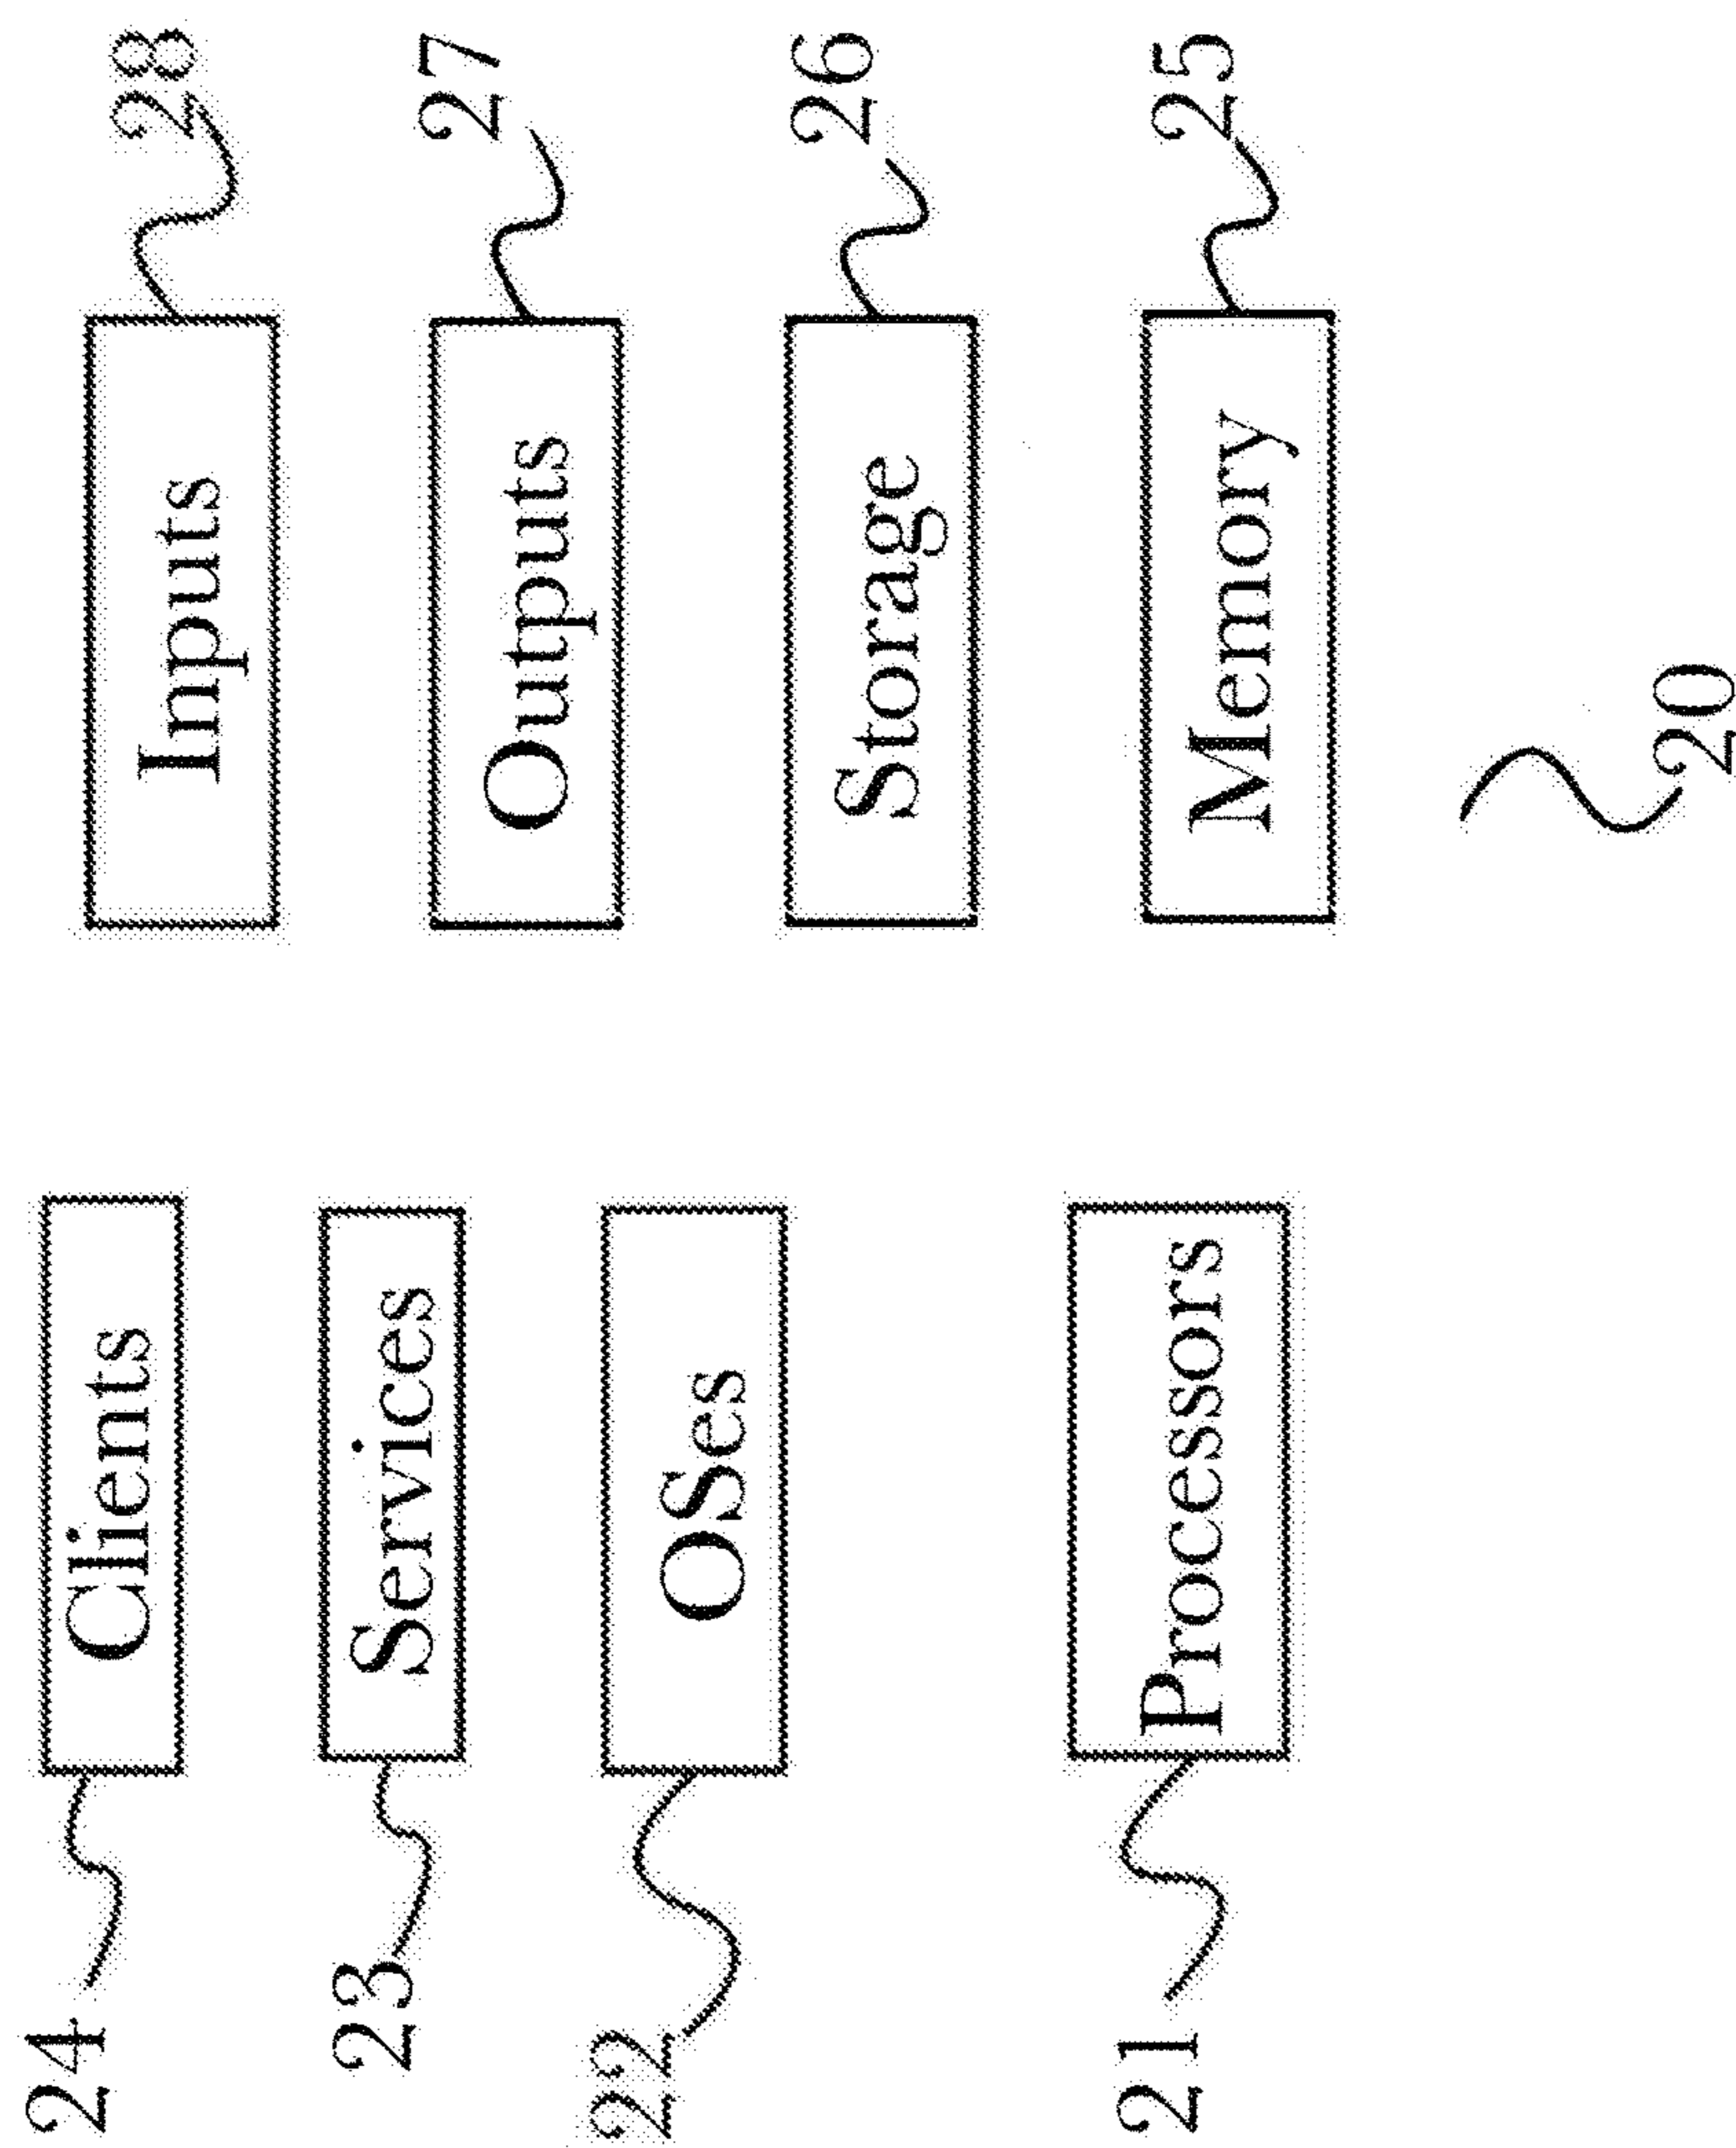 24 Clients Inputs 28
23 Services Outputs 27
22 OSes Storage 26
21 Processors Memory 25
20